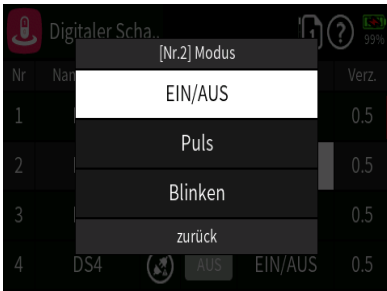 Digitaler Scha.. 1 ? 99%
[Nr.2] Modus
Nr Verz.
EIN/AUS
1 0.5
Puls
2 0.5
Blinken
3 0.5
zurück
4 DS4 AUS EIN/AUS 0.5